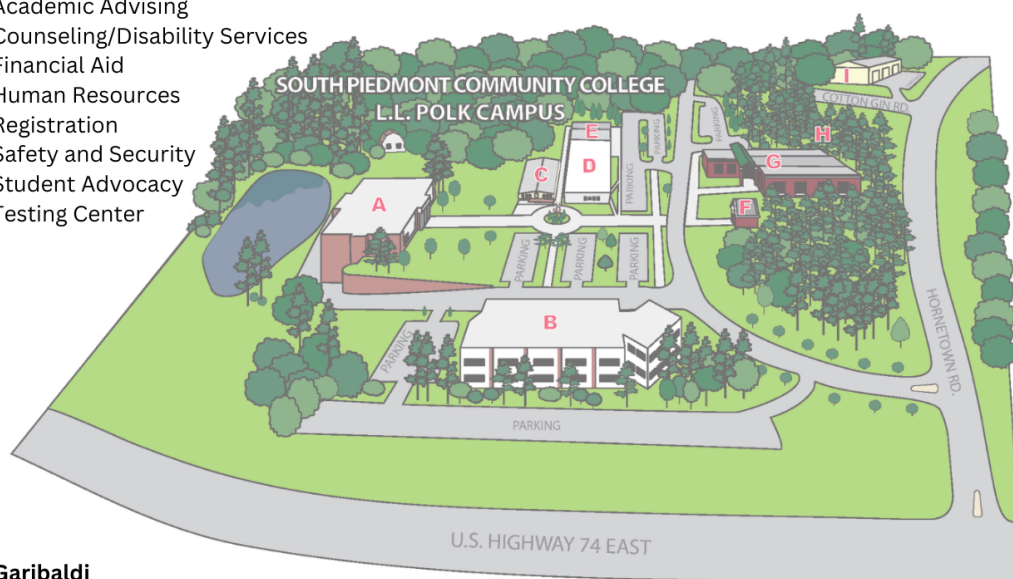 Academic Advising
Counseling/Disability Services
Financial Aid
Human Resources
Registration
Safety and Security
Student Advocacy
Testing Center
SOUTH PIEDMONT COMMUNITY COLLEGE
L.L. POLK CAMPUS
I
COTTON GIN RD.
H
E
PARKING
PARKING
D
G
C
PARKING
A
F
PARKING
PARKING
PARKING
HORNETOWN RD.
B
PARKING
PARKING
U.S. HIGHWAY 74 EAST
Garibaldi